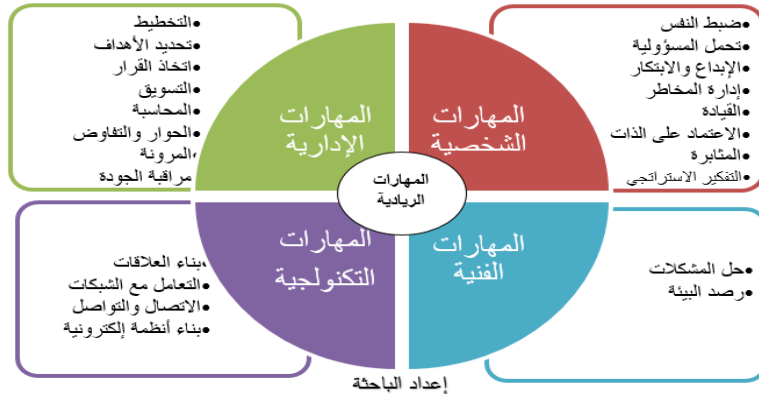 ضبط النفس
تحمل المسؤولية
الإبداع والابتكار
إدارة المخاطر
القيادة
الاعتماد على الذات
المثابرة
التفكير الاستراتجي
المهارات
الشخصية
التخطيط
تحديد الأهداف
اتخاذ القرار
التسويق
المحاسبة
الحوار والتفاوض
المرونة
مراقبة الجودة
المهارات
الإدارية
المهارات
الريادية
المهارات
الفنية
حل المشكلات
رصد البيئة
المهارات
التكنولجية
بناء العلاقات
التعامل مع الشبكات
الاتصال والتواصل
بناء أنظمة إلكترونية
إعداد الباحثة